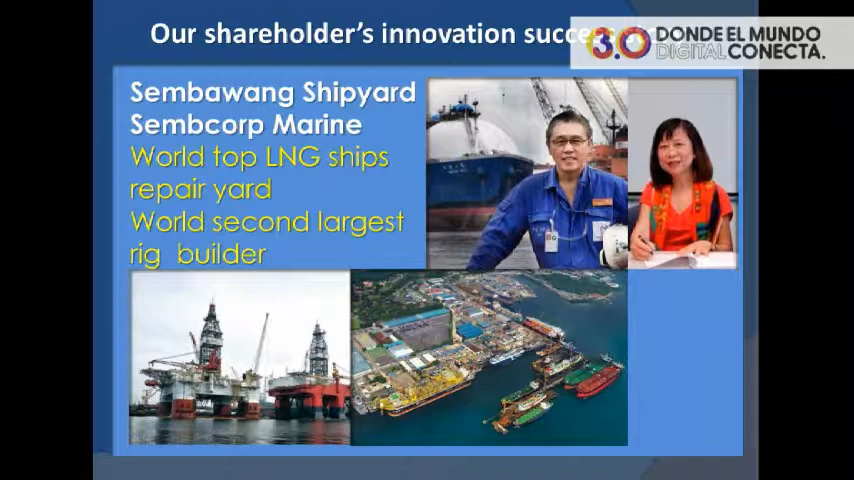 Our shareholder's innovation success
3.0 DONDE EL MUNDO
DIGITAL CONECTA.
Sembawang Shipyard
Sembcorp Marine
World top LNG ships
repair yard
World second largest
rig builder